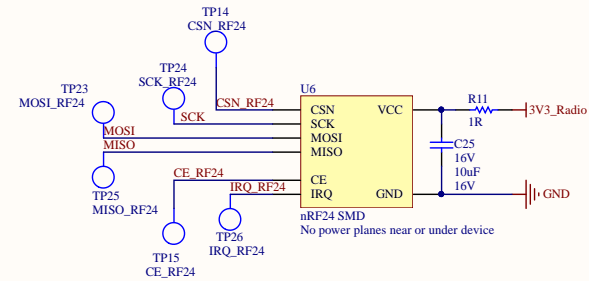 TP14
CSN_RF24
TP24
SCK_RF24
TP23
MOSI_RF24
CSN_RF24
SCK
MOSI
MISO
TP25
MISO_RF24
CE_RF24
IRQ_RF24
TP15
CE_RF24
TP26
IRQ_RF24
U6
CSN
SCK
MOSI
MISO
CE
IRQ
VCC
GND
nRF24 SMD
No power planes near or under device
R11
1R
3V3_Radio
C25
16V
10uF
16V
GND